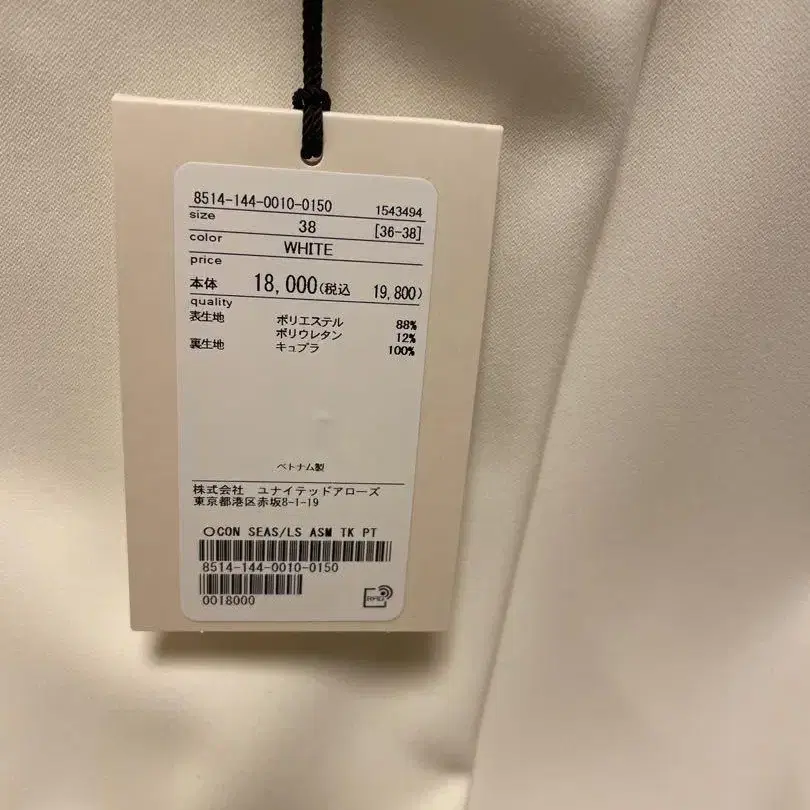 8514-144-0010-0150 1543494
size 38 [36-38]
color WHITE
price
本体 18,000(税込 19,800)
quality
表生地 ポリエステル 88%
ポリウレタン 12%
裏生地 キュプラ 100%
ベトナム製
株式会社 ユナイテッドアローズ
東京都港区赤坂8-1-19
○CON SEAS/LS ASM TK PT
8514-144-0010-0150
0018000
RFID